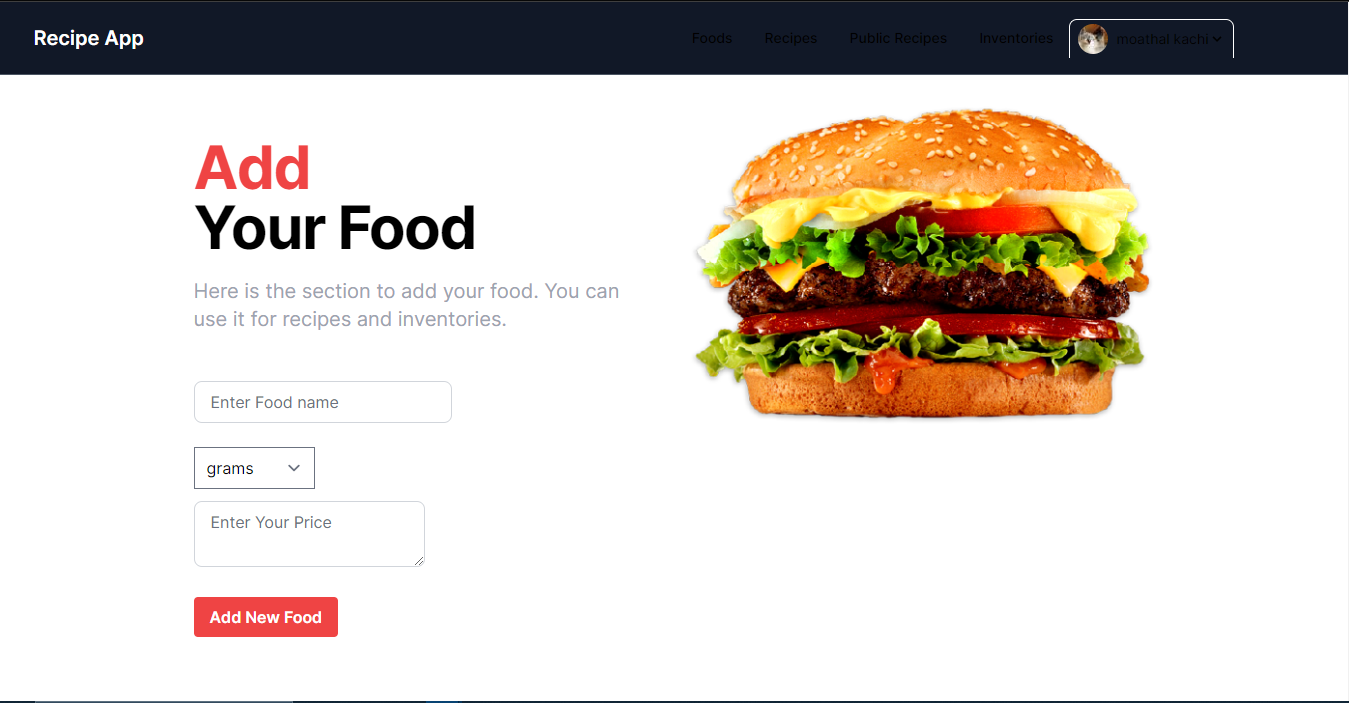 Recipe App
Foods Recipes Public Recipes Inventories moathal kachi
Add
Your Food
Here is the section to add your food. You can
use it for recipes and inventories.
Enter Food name
grams
Enter Your Price
Add New Food